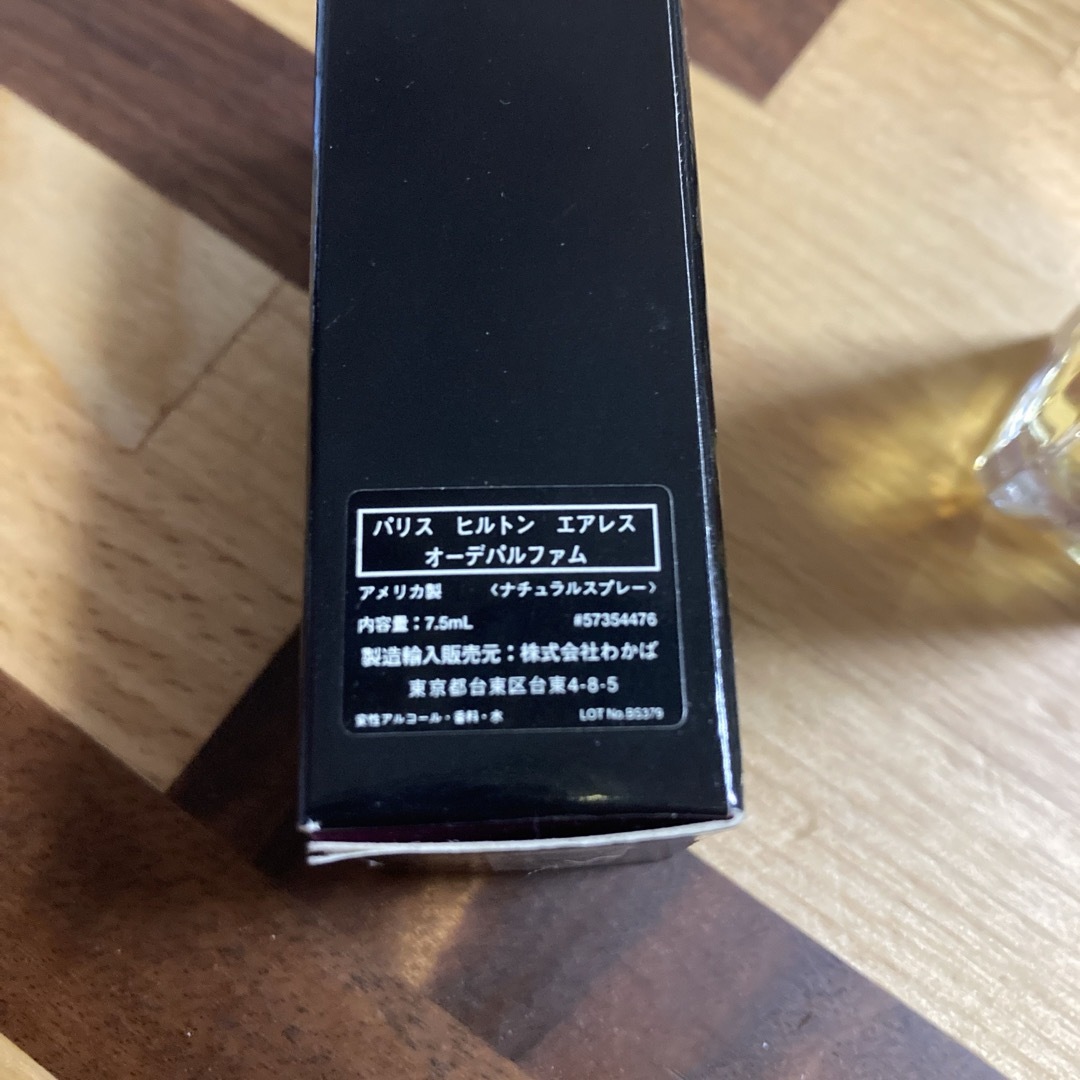 パリス　ヒルトン　エアレス
オーデパルファム
アメリカ製　〈ナチュラルスプレー〉
内容量：7.5mL　#57354476
製造輸入販売元：株式会社わかば
東京都台東区台東4-8-5
変性アルコール・香料・水　LOT No.B5379